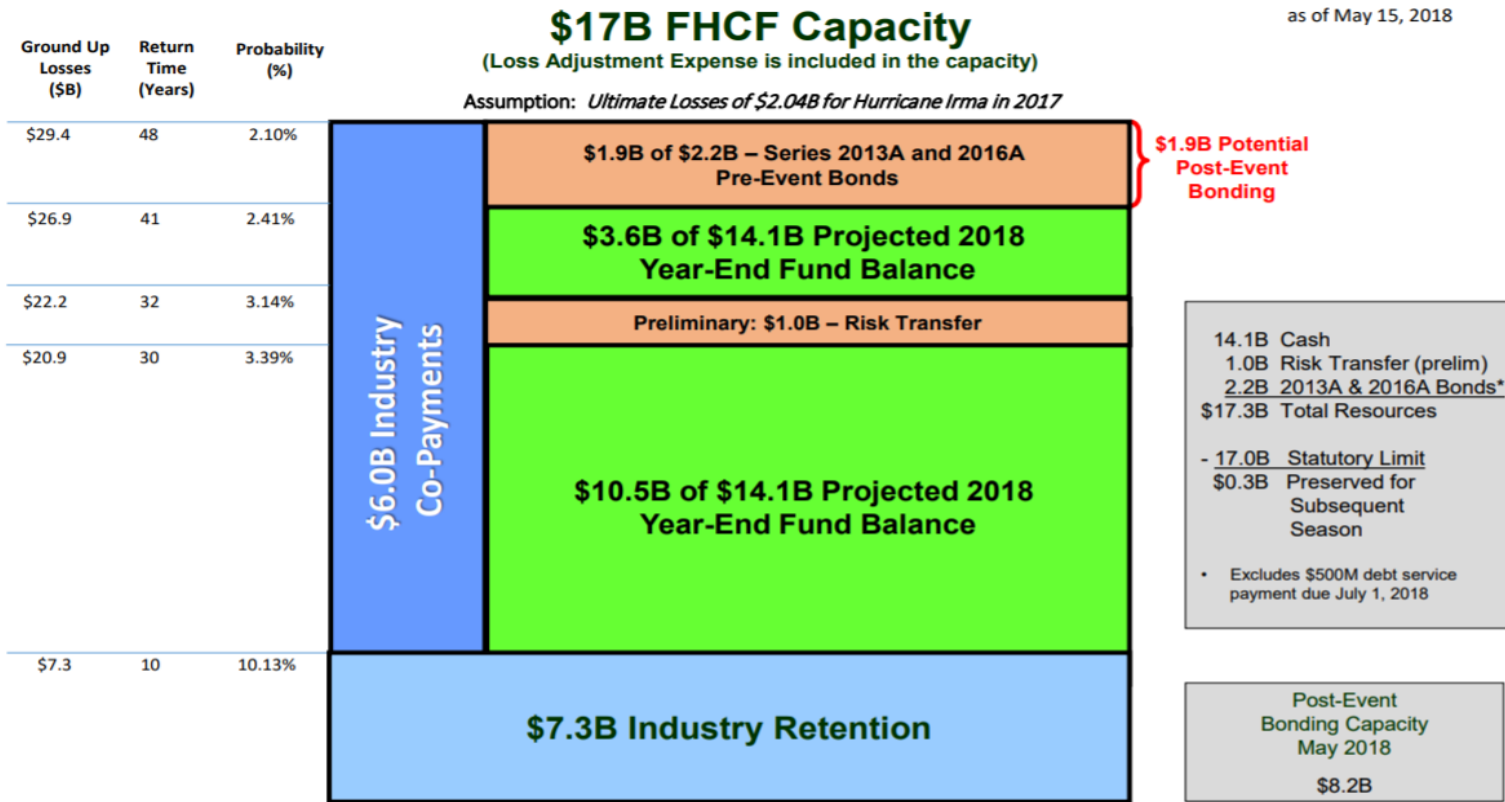 $17B FHCF Capacity
(Loss Adjustment Expense is included in the capacity)
as of May 15, 2018
Assumption: Ultimate Losses of $2.04B for Hurricane Irma in 2017
Ground Up Losses ($B) Return Time (Years) Probability (%)
$29.4 48 2.10%
$26.9 41 2.41%
$22.2 32 3.14%
$20.9 30 3.39%
$7.3 10 10.13%
$6.0B Industry
Co-Payments
$1.9B of $2.2B – Series 2013A and 2016A
Pre-Event Bonds
$3.6B of $14.1B Projected 2018
Year-End Fund Balance
Preliminary: $1.0B – Risk Transfer
$10.5B of $14.1B Projected 2018
Year-End Fund Balance
$7.3B Industry Retention
$1.9B Potential
Post-Event
Bonding
14.1B Cash
1.0B Risk Transfer (prelim)
2.2B 2013A & 2016A Bonds*
$17.3B Total Resources
- 17.0B Statutory Limit
$0.3B Preserved for
Subsequent
Season
• Excludes $500M debt service
payment due July 1, 2018
Post-Event
Bonding Capacity
May 2018
$8.2B